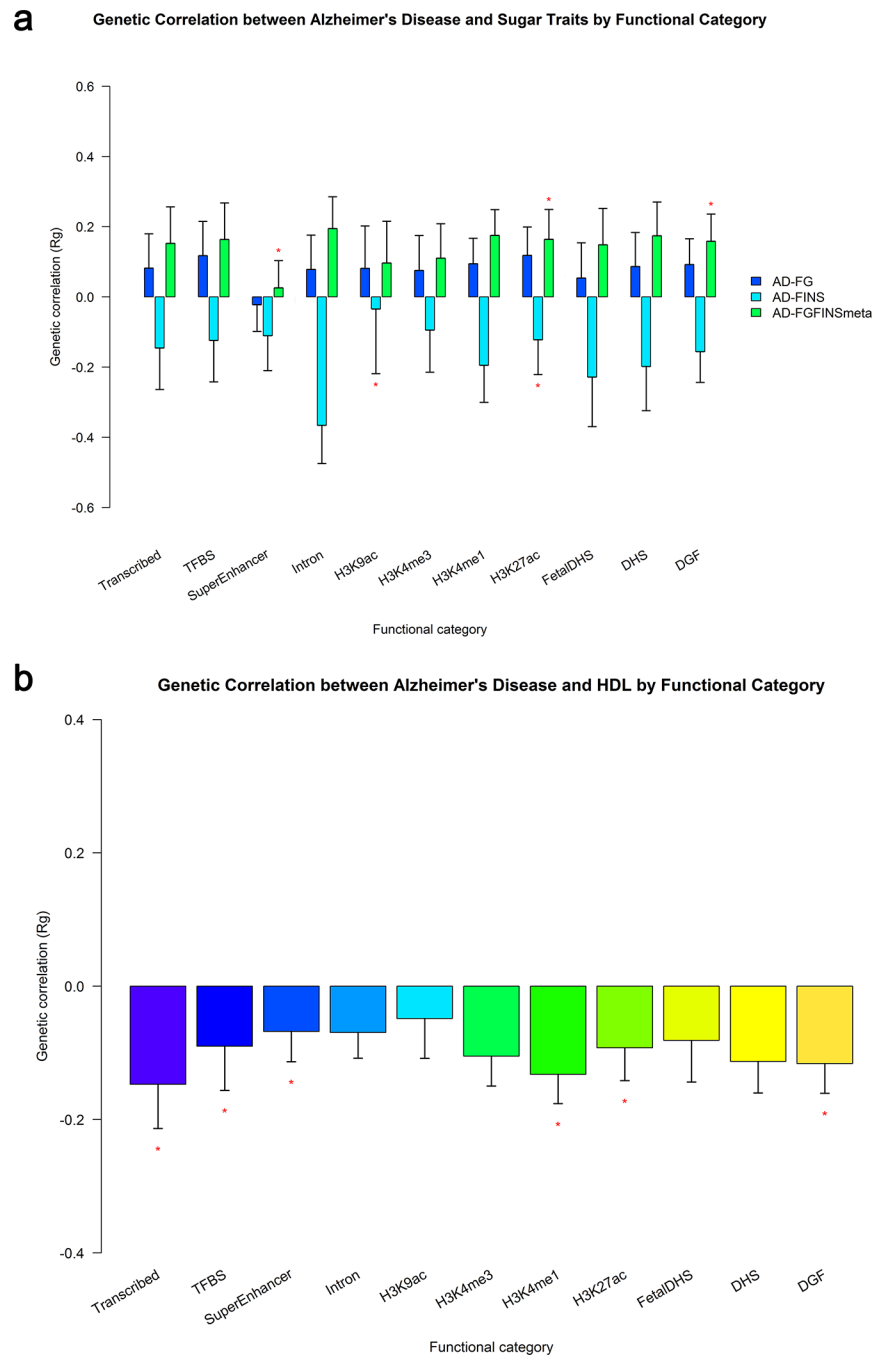 a
Genetic Correlation between Alzheimer's Disease and Sugar Traits by Functional Category
0.6
0.4
0.2
0.0
-0.2
-0.4
-0.6
Genetic correlation (Rg)
*
*
*
*
*
AD-FG
AD-FINS
AD-FGFINSmeta
Transcribed
TFBS
SuperEnhancer
Intron
H3K9ac
H3K4me3
H3K4me1
H3K27ac
FetalDHS
DHS
DGF
Functional category
b
Genetic Correlation between Alzheimer's Disease and HDL by Functional Category
0.4
0.2
0.0
-0.2
-0.4
Genetic correlation (Rg)
*
*
*
*
*
*
Transcribed
TFBS
SuperEnhancer
Intron
H3K9ac
H3K4me3
H3K4me1
H3K27ac
FetalDHS
DHS
DGF
Functional category